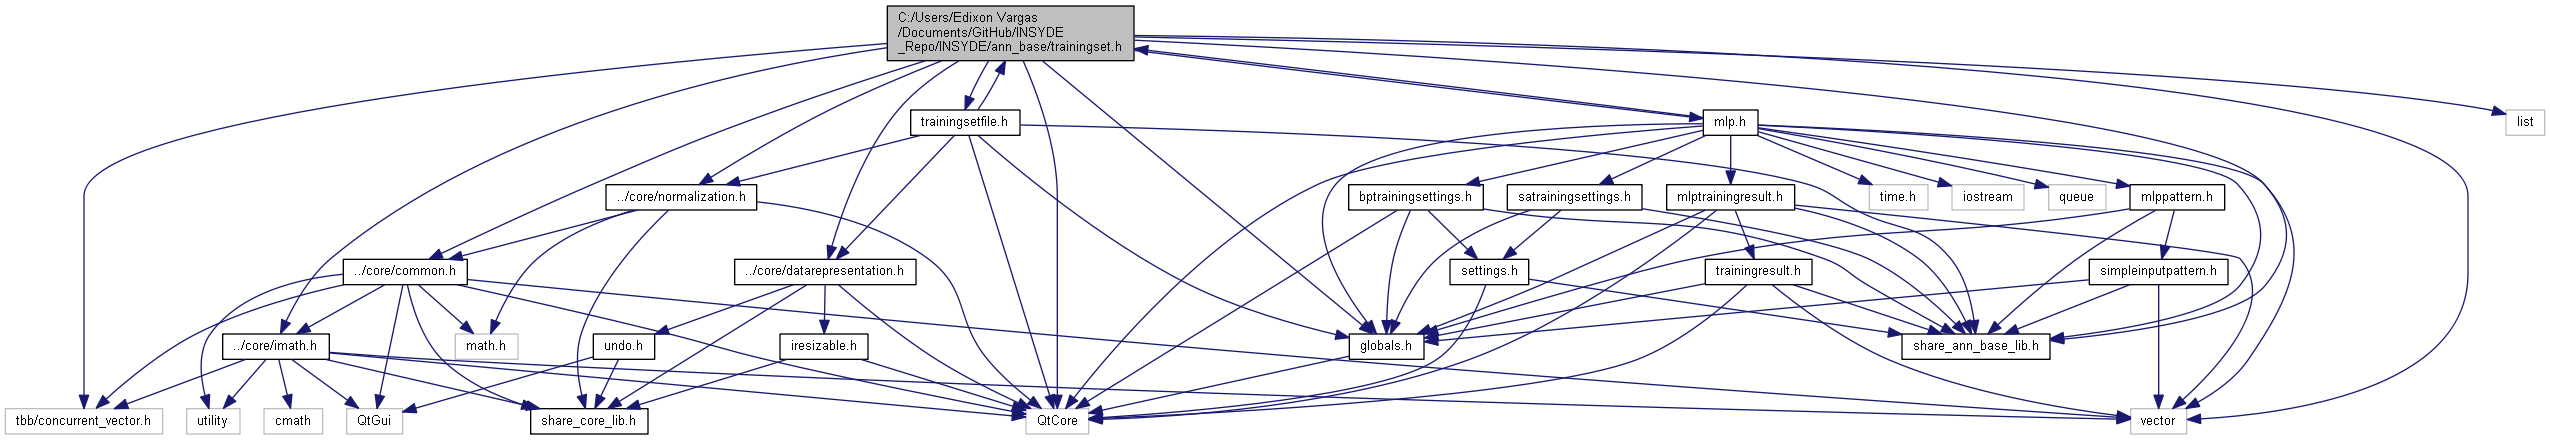 C:/Users/Edixon Vargas
/Documents/GitHub/INSYDE
_Repo/INSYDE/ann_base/trainingset.h
trainingsetfile.h
mlp.h
list
../core/normalization.h
bptrainingsettings.h
satrainingsettings.h
mlptrainingresult.h
time.h
iostream
queue
mlppattern.h
../core/common.h
../core/datarepresentation.h
settings.h
trainingresult.h
simpleinputpattern.h
../core/imath.h
math.h
undo.h
iresizable.h
globals.h
share_ann_base_lib.h
tbb/concurrent_vector.h
utility
cmath
QtGui
share_core_lib.h
QtCore
vector